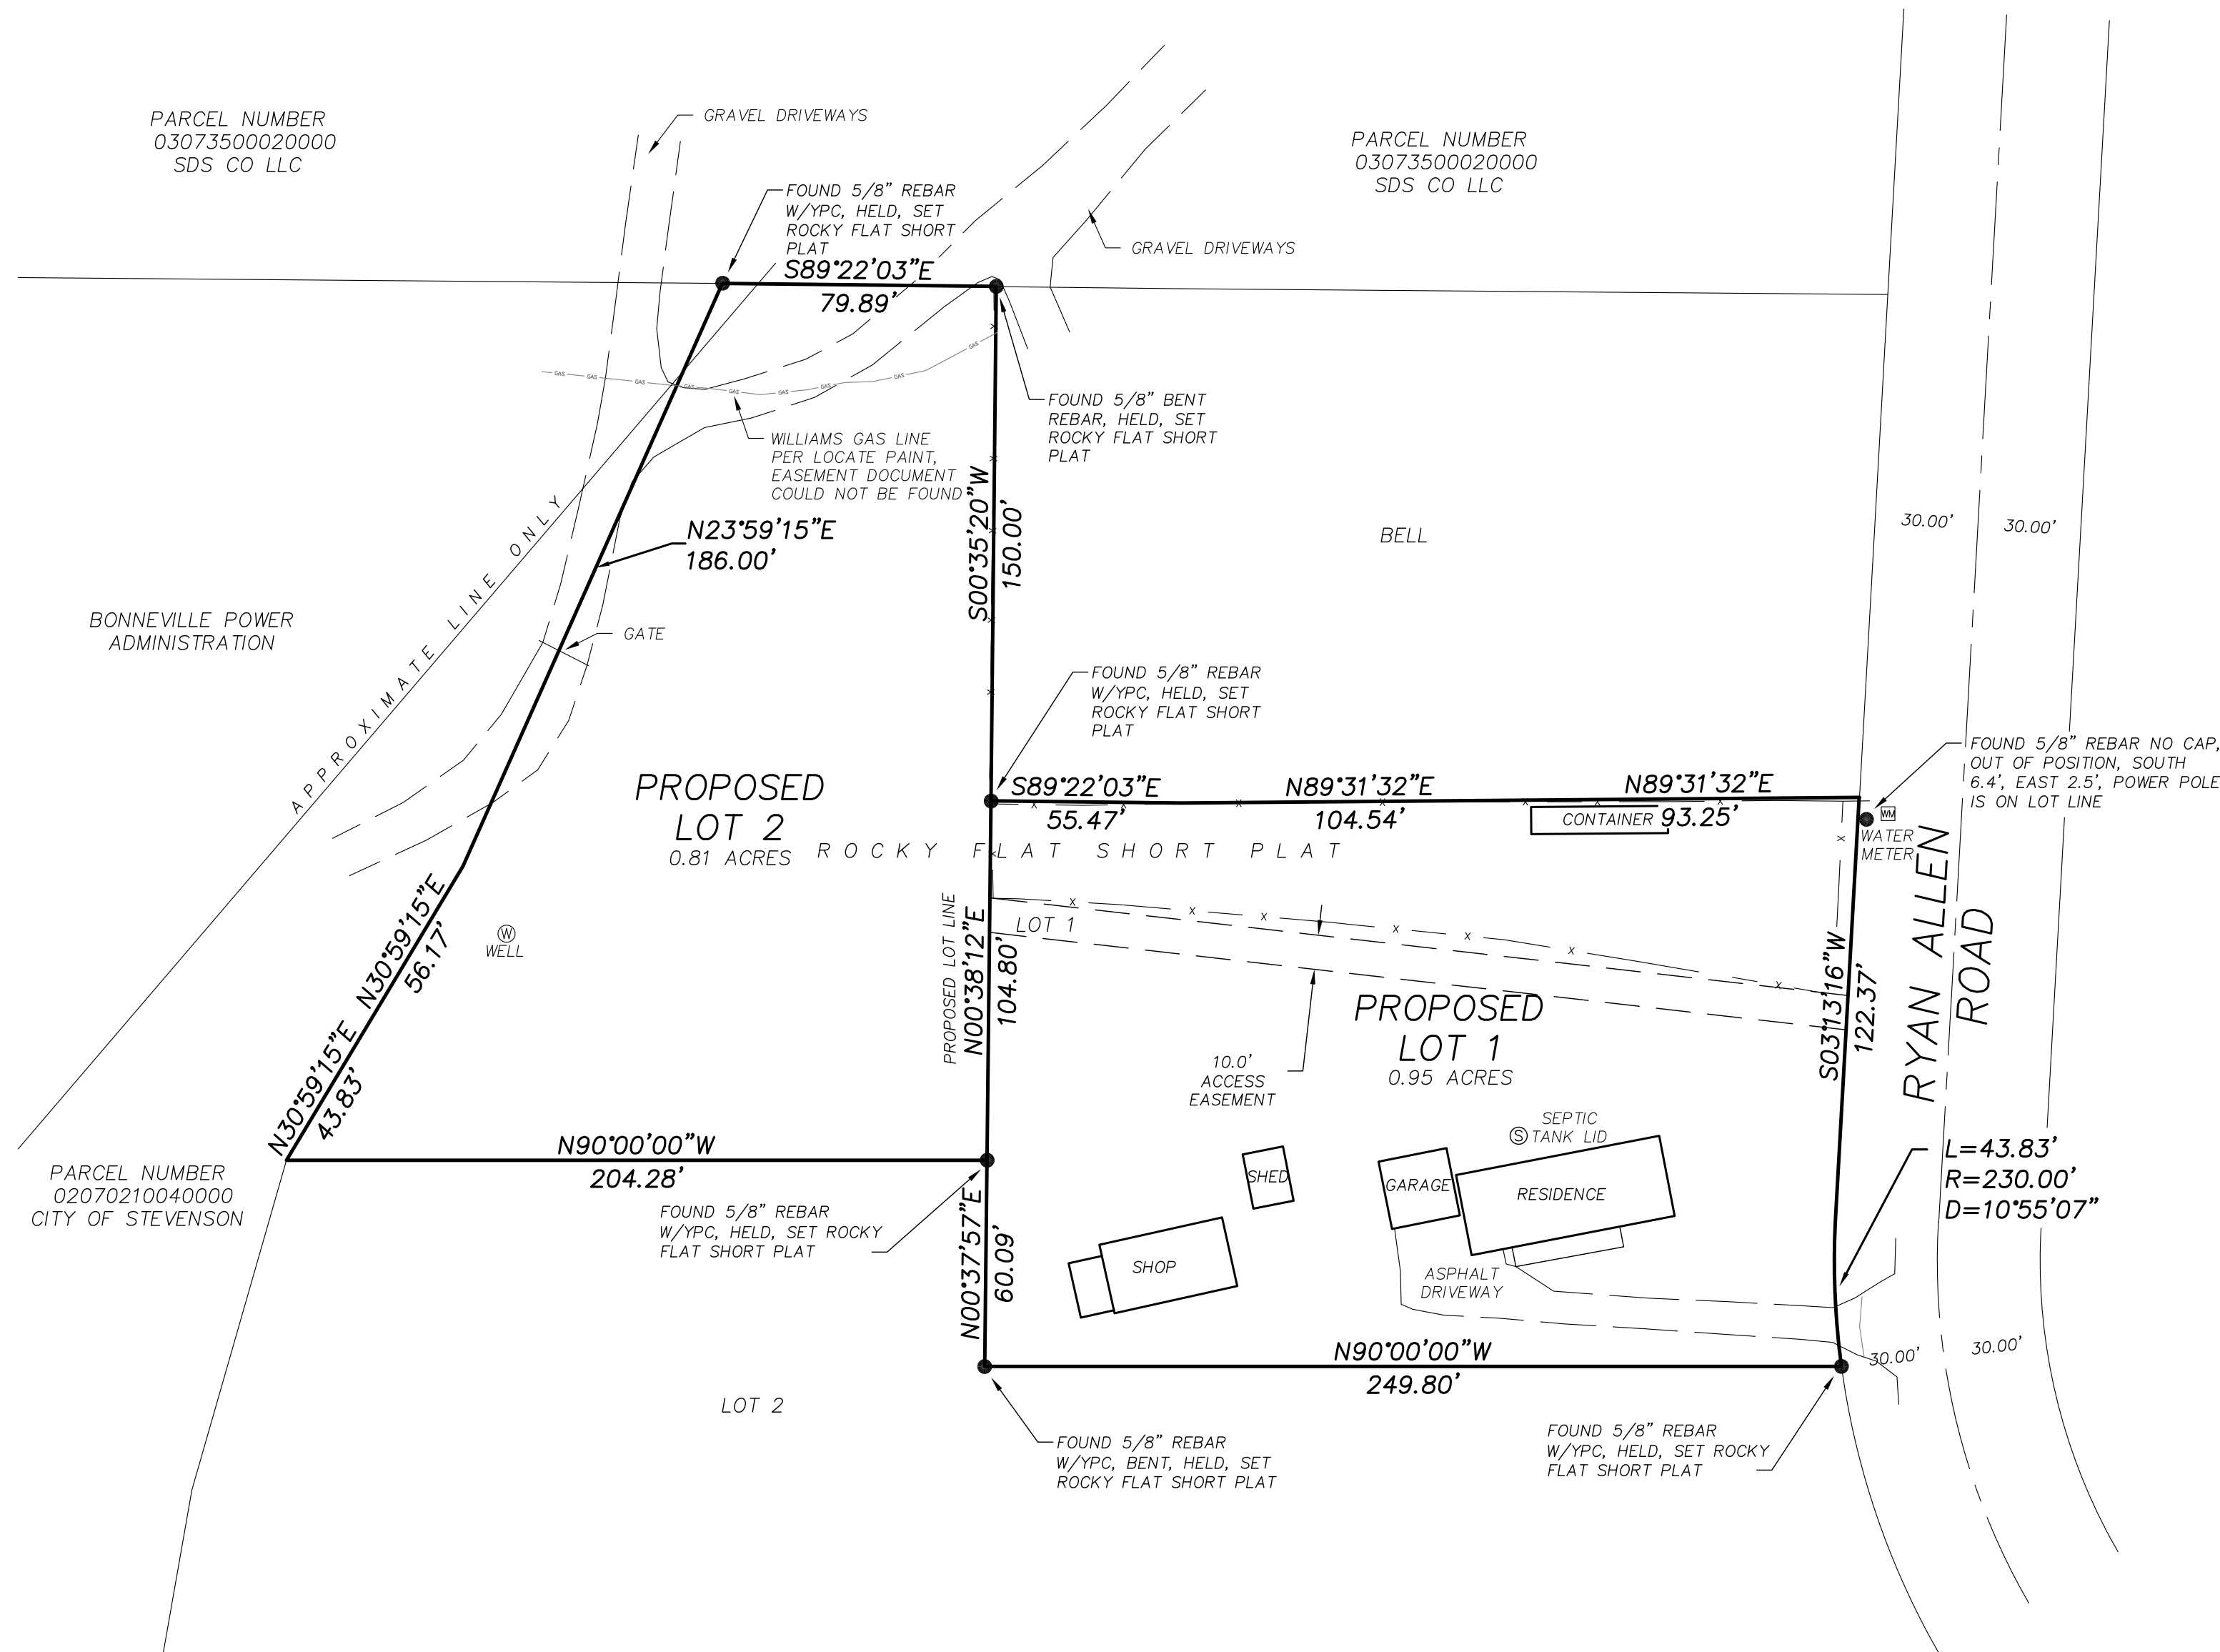 PARCEL NUMBER
03073500020000
SDS CO LLC
GRAVEL DRIVEWAYS
PARCEL NUMBER
03073500020000
SDS CO LLC
FOUND 5/8" REBAR
W/YPC, HELD, SET
ROCKY FLAT SHORT
PLAT
GRAVEL DRIVEWAYS
S89°22'03"E
79.89'
GAS GAS GAS GAS GAS GAS GAS GAS GAS
FOUND 5/8" BENT
REBAR, HELD, SET
ROCKY FLAT SHORT
PLAT
WILLIAMS GAS LINE
PER LOCATE PAINT,
EASEMENT DOCUMENT
COULD NOT BE FOUND
S00°35'20"W
150.00'
N23°59'15"E
186.00'
APPROXIMATE LINE ONLY
BELL
30.00'
30.00'
BONNEVILLE POWER
ADMINISTRATION
GATE
FOUND 5/8" REBAR
W/YPC, HELD, SET
ROCKY FLAT SHORT
PLAT
FOUND 5/8" REBAR NO CAP,
OUT OF POSITION, SOUTH
6.4', EAST 2.5', POWER POLE
IS ON LOT LINE
S89°22'03"E
55.47'
N89°31'32"E
104.54'
N89°31'32"E
93.25'
CONTAINER
WM
WATER
METER
PROPOSED
LOT 2
0.81 ACRES
ROCKY FLAT SHORT PLAT
RYAN ALLEN
ROAD
N30°59'15"E
56.17'
W
WELL
PROPOSED LOT LINE
N00°38'12"E
104.80'
LOT 1
S03°13'16"W
122.37'
PROPOSED
LOT 1
0.95 ACRES
10.0'
ACCESS
EASEMENT
N30°59'15"E
43.83'
N90°00'00"W
204.28'
SEPTIC
S TANK LID
L=43.83'
R=230.00'
D=10°55'07"
PARCEL NUMBER
02070210040000
CITY OF STEVENSON
SHED
GARAGE
RESIDENCE
FOUND 5/8" REBAR
W/YPC, HELD, SET ROCKY
FLAT SHORT PLAT
N00°37'57"E
60.09'
SHOP
ASPHALT
DRIVEWAY
N90°00'00"W
249.80'
30.00'
30.00'
LOT 2
FOUND 5/8" REBAR
W/YPC, BENT, HELD, SET
ROCKY FLAT SHORT PLAT
FOUND 5/8" REBAR
W/YPC, HELD, SET ROCKY
FLAT SHORT PLAT